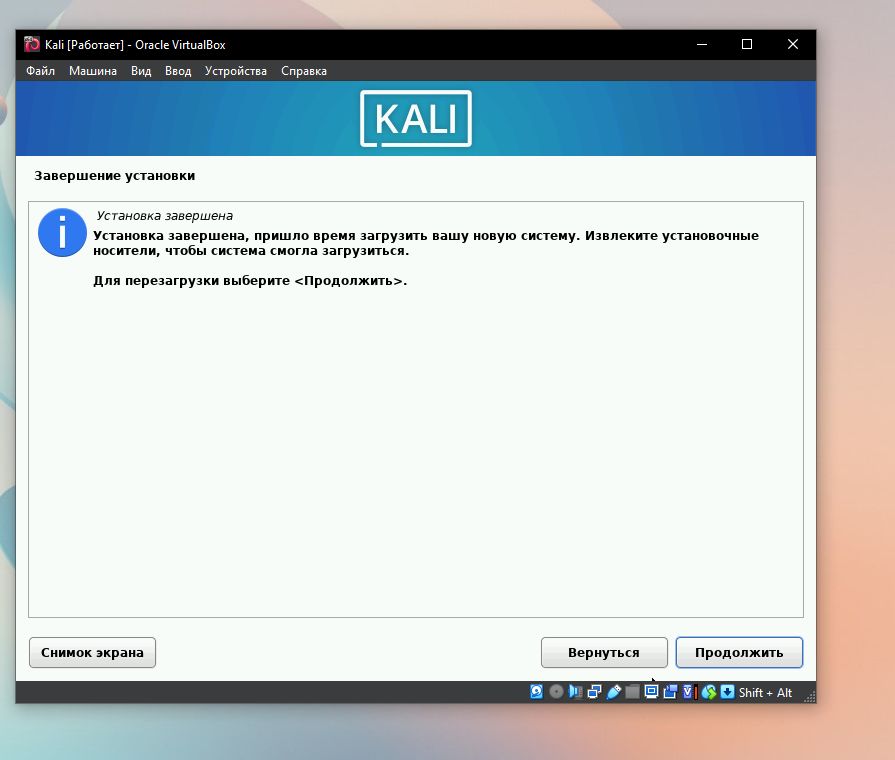 Kali [Работает] - Oracle VirtualBox
Файл Машина Вид Ввод Устройства Справка
KALI
Завершение установки
Установка завершена
Установка завершена, пришло время загрузить вашу новую систему. Извлеките установочные
носители, чтобы система смогла загрузиться.
Для перезагрузки выберите <Продолжить>.
Снимок экрана Вернуться Продолжить
Shift + Alt